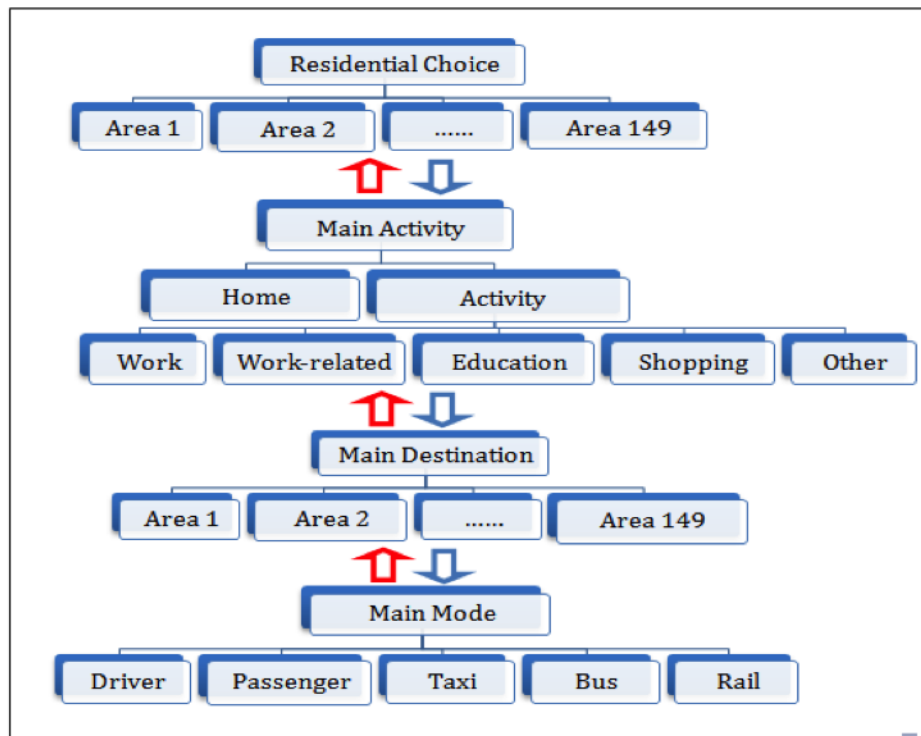 Residential Choice
Area 1
Area 2
......
Area 149
Main Activity
Home
Activity
Work
Work-related
Education
Shopping
Other
Main Destination
Area 1
Area 2
......
Area 149
Main Mode
Driver
Passenger
Taxi
Bus
Rail